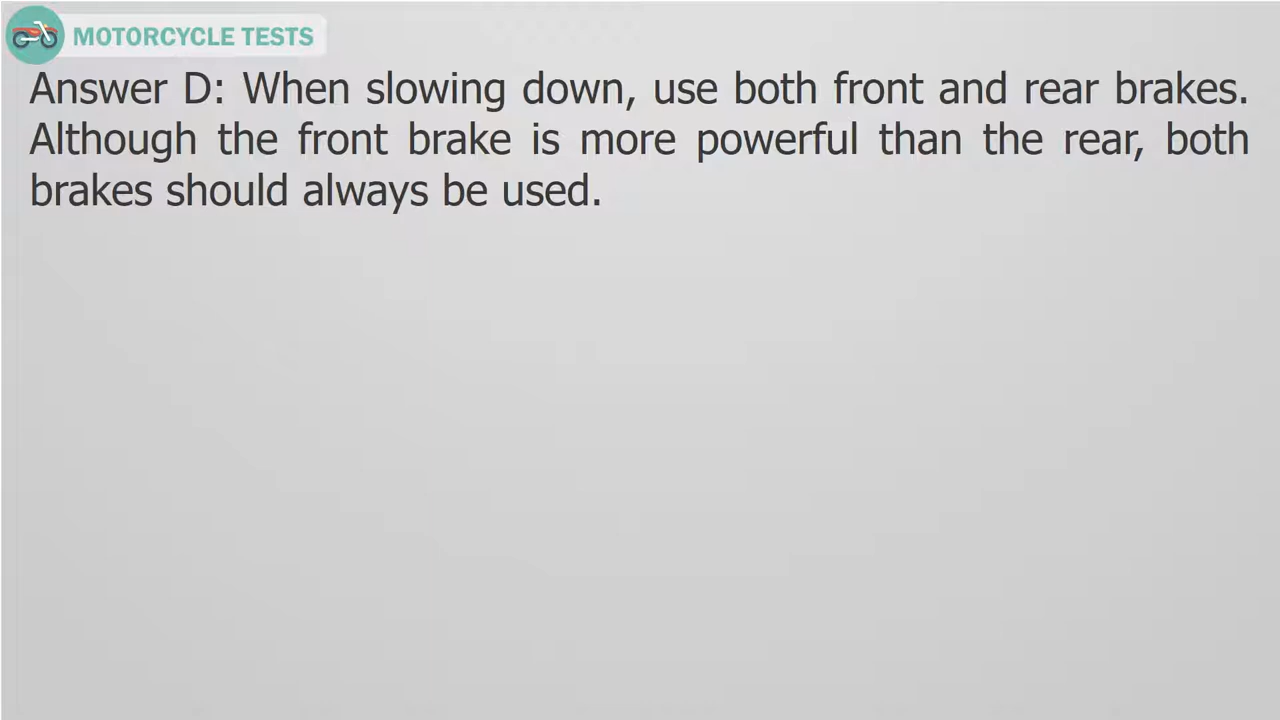 MOTORCYCLE TESTS
Answer D: When slowing down, use both front and rear brakes.
Although the front brake is more powerful than the rear, both
brakes should always be used.